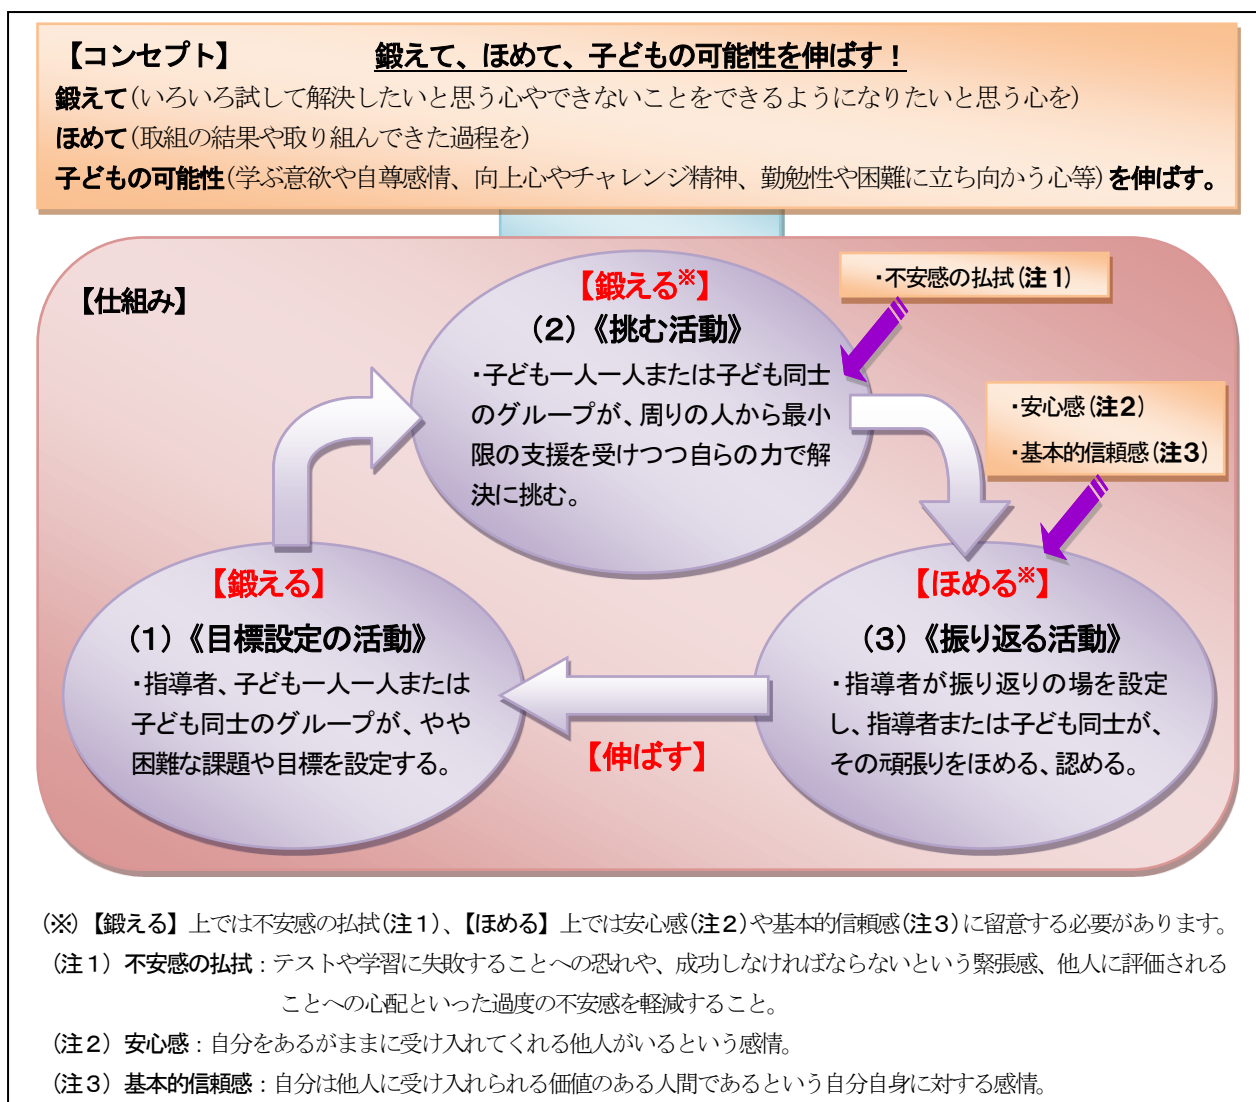 【コンセプト】 鍛えて、ほめて、子どもの可能性を伸ばす！
鍛えて(いろいろ試して解決したいと思う心やできないことをできるようになりたいと思う心を)
ほめて(取組の結果や取り組んできた過程を)
子どもの可能性(学ぶ意欲や自尊感情、向上心やチャレンジ精神、勤勉性や困難に立ち向かう心等)を伸ばす。
【仕組み】
【鍛える※】
(２)《挑む活動》
・子ども一人一人または子ども同士
のグループが、周りの人から最小
限の支援を受けつつ自らの力で解
決に挑む。
・不安感の払拭(注１)
・安心感(注２)
・基本的信頼感(注３)
【鍛える】
(１)《目標設定の活動》
・指導者、子ども一人一人または
子ども同士のグループが、やや
困難な課題や目標を設定する。
【ほめる※】
(３)《振り返る活動》
・指導者が振り返りの場を設定
し、指導者または子ども同士が、
その頑張りをほめる、認める。
【伸ばす】
(※)【鍛える】上では不安感の払拭(注１)、【ほめる】上では安心感(注２)や基本的信頼感(注３)に留意する必要があります。
(注１) 不安感の払拭：テストや学習に失敗することへの恐れや、成功しなければならないという緊張感、他人に評価される
ことへの心配といった過度の不安感を軽減すること。
(注２) 安心感：自分をあるがままに受け入れてくれる他人がいるという感情。
(注３) 基本的信頼感：自分は他人に受け入れられる価値のある人間であるという自分自身に対する感情。